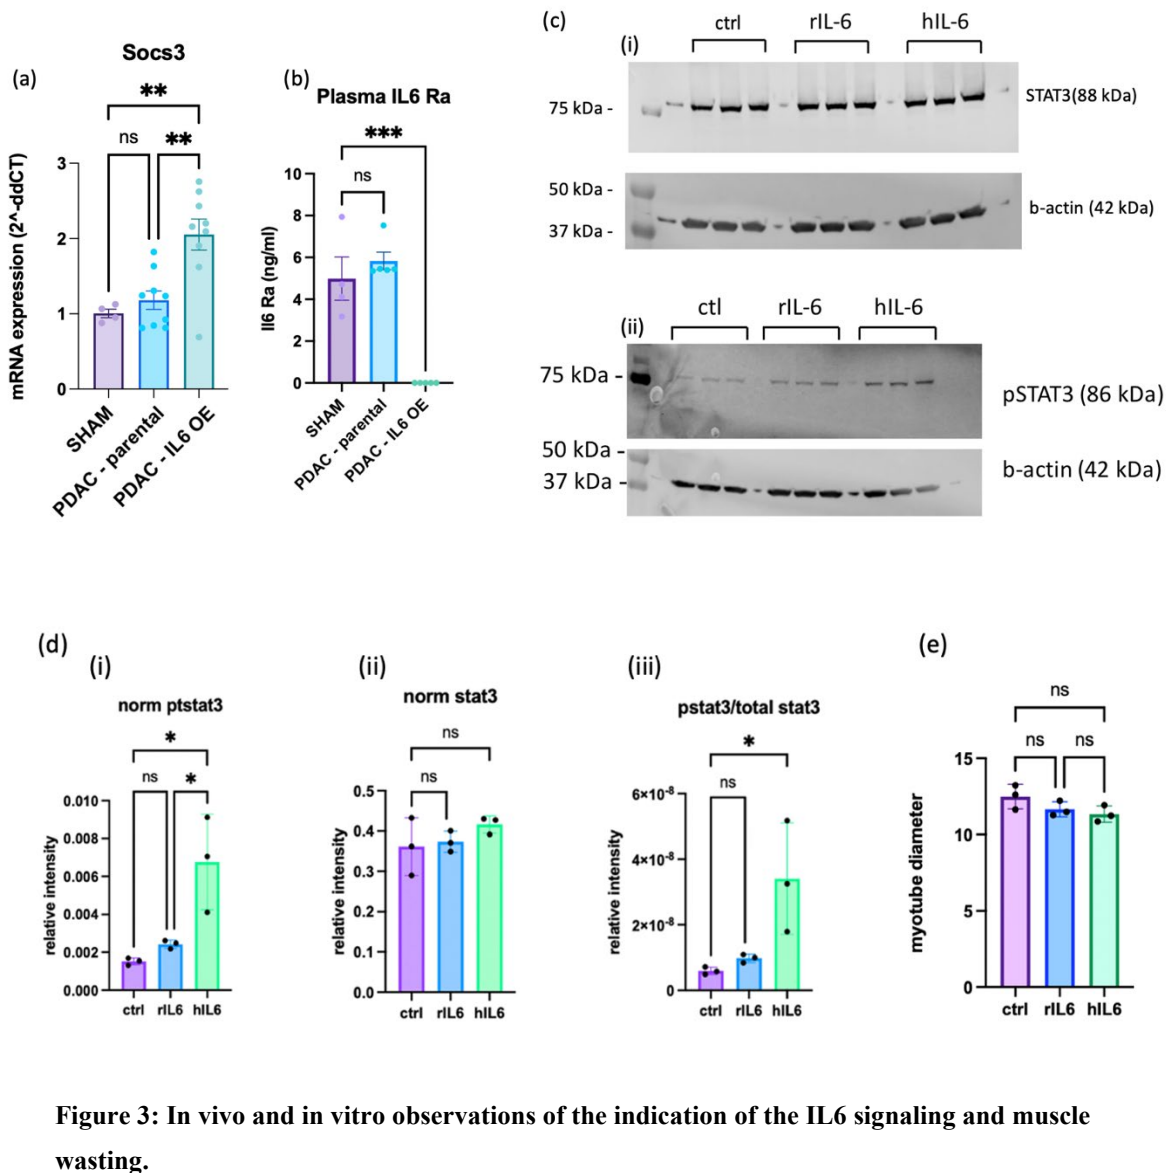 (a)
Socs3
**
ns
**
mRNA expression (2^-ddCT)
3
2
1
0
SHAM
PDAC - parental
PDAC - IL6 OE
(b)
Plasma IL6 Ra
***
ns
Il6 Ra (ng/ml)
10
8
6
4
2
0
SHAM
PDAC - parental
PDAC - IL6 OE
(c)
(i)
ctrl rIL-6 hIL-6
75 kDa -
STAT3(88 kDa)
50 kDa -
37 kDa -
b-actin (42 kDa)
(ii)
ctl rIL-6 hIL-6
75 kDa -
pSTAT3 (86 kDa)
50 kDa -
37 kDa -
b-actin (42 kDa)
(d)
(i)
norm ptstat3
*
ns *
relative intensity
0.010
0.008
0.006
0.004
0.002
0.000
ctrl rIL6 hIL6
(ii)
norm stat3
ns
ns
relative intensity
0.5
0.4
0.3
0.2
0.1
0.0
ctrl rIL6 hIL6
(iii)
pstat3/total stat3
*
ns
relative intensity
6×10-8
4×10-8
2×10-8
0
ctrl rIL6 hIL6
(e)
ns
ns ns
myotube diameter
15
10
5
0
ctrl rIL6 hIL6
Figure 3: In vivo and in vitro observations of the indication of the IL6 signaling and muscle
wasting.